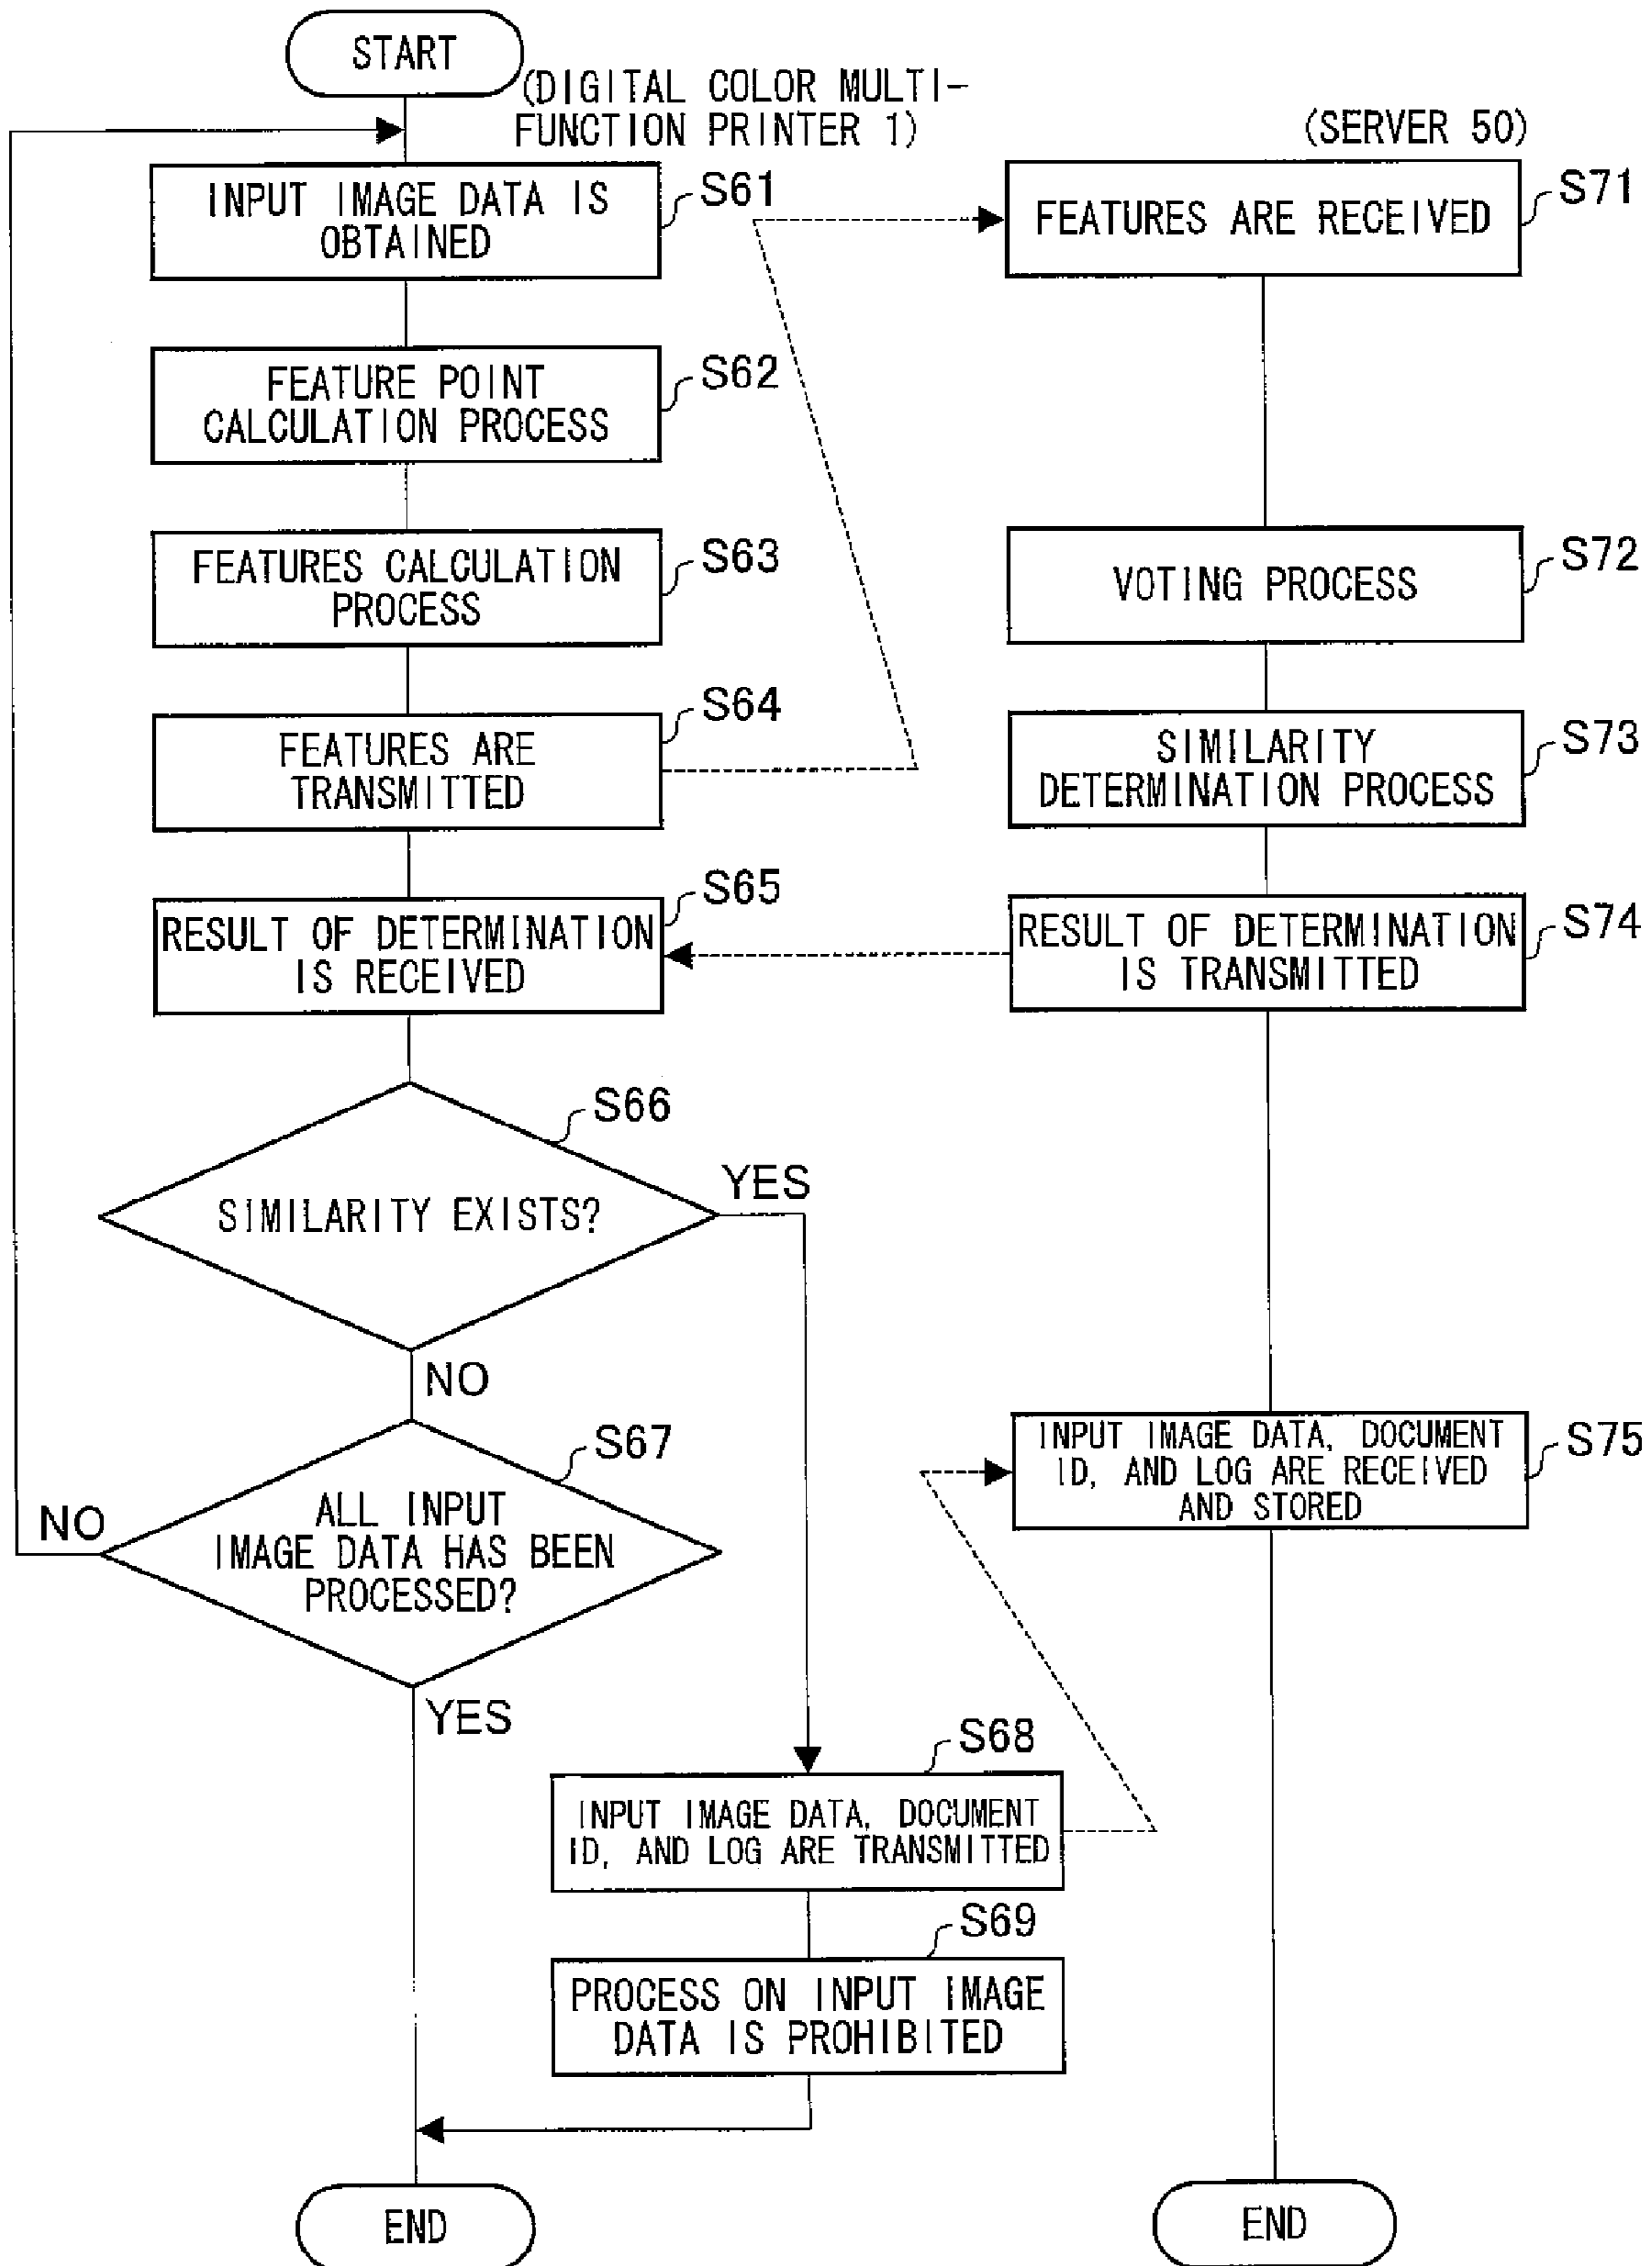 START
(DIGITAL COLOR MULTI-
FUNCTION PRINTER 1)
INPUT IMAGE DATA IS
OBTAINED
S61
FEATURE POINT
CALCULATION PROCESS
S62
FEATURES CALCULATION
PROCESS
S63
FEATURES ARE
TRANSMITTED
S64
RESULT OF DETERMINATION
IS RECEIVED
S65
SIMILARITY EXISTS?
S66
YES
NO
ALL INPUT
IMAGE DATA HAS BEEN
PROCESSED?
S67
NO
YES
INPUT IMAGE DATA, DOCUMENT
ID, AND LOG ARE TRANSMITTED
S68
PROCESS ON INPUT IMAGE
DATA IS PROHIBITED
S69
END
(SERVER 50)
FEATURES ARE RECEIVED
S71
VOTING PROCESS
S72
SIMILARITY
DETERMINATION PROCESS
S73
RESULT OF DETERMINATION
IS TRANSMITTED
S74
INPUT IMAGE DATA, DOCUMENT
ID, AND LOG ARE RECEIVED
AND STORED
S75
END